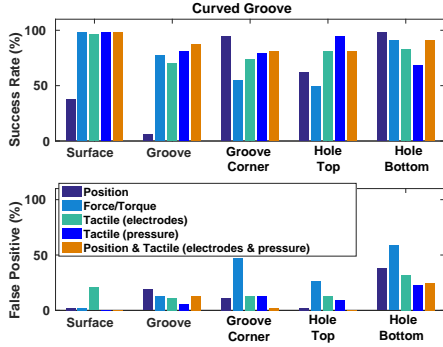 Curved Groove
Success Rate (%)
100
50
0
Surface Groove Groove Corner Hole Top Hole Bottom
False Positive (%)
100
50
0
Position
Force/Torque
Tactile (electrodes)
Tactile (pressure)
Position & Tactile (electrodes & pressure)
Surface Groove Groove Corner Hole Top Hole Bottom